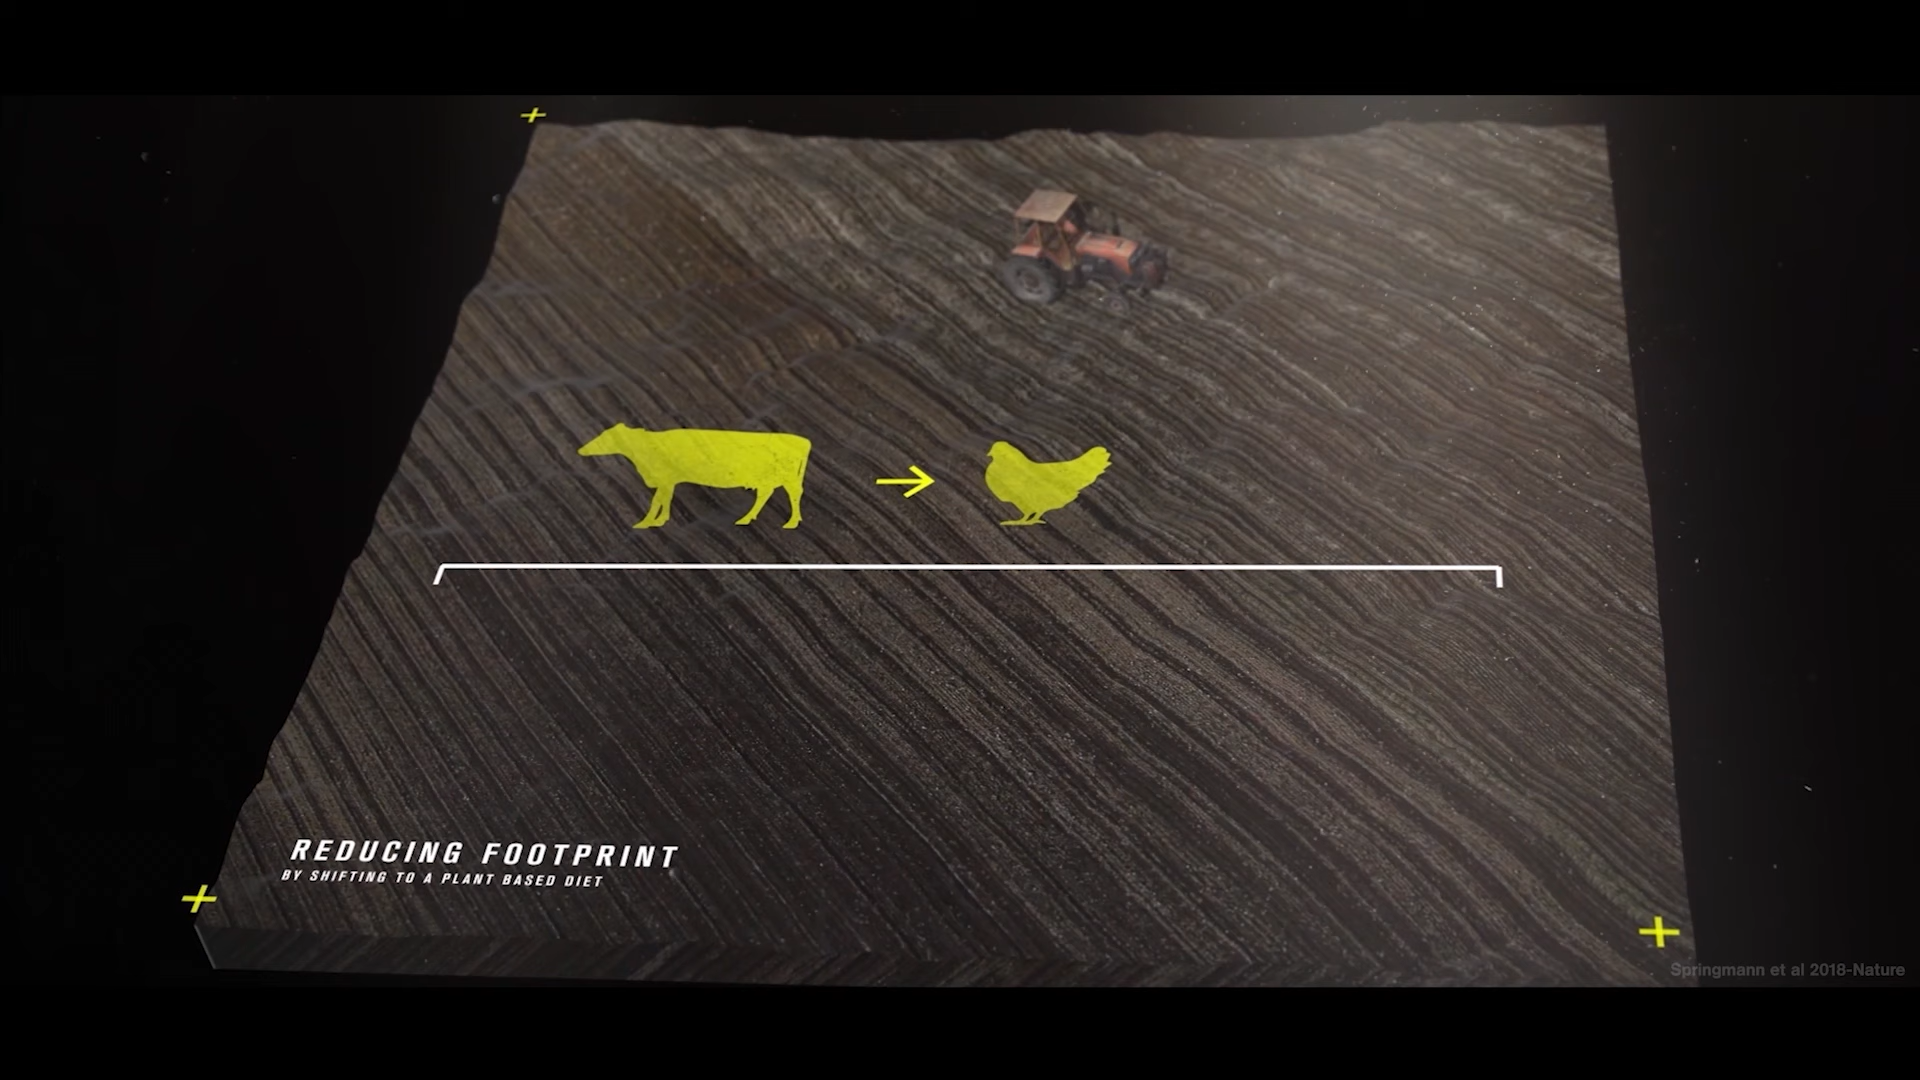 REDUCING FOOTPRINT
BY SHIFTING TO A PLANT BASED DIET
Springmann et al 2018-Nature